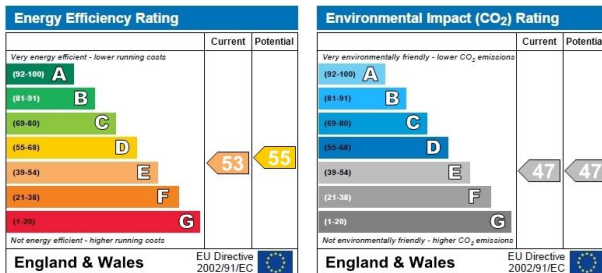 Energy Efficiency Rating
Current Potential
Very energy efficient - lower running costs
(92-100) A
(81-91) B
(69-80) C
(55-68) D
(39-54) E
(21-38) F
(1-20) G
53
55
Not energy efficient - higher running costs
England & Wales
EU Directive
2002/91/EC
Environmental Impact (CO₂) Rating
Current Potential
Very environmentally friendly - lower CO₂ emissions
(92-100) A
(81-91) B
(69-80) C
(55-68) D
(39-54) E
(21-38) F
(1-20) G
47
47
Not environmentally friendly - higher CO₂ emissions
England & Wales
EU Directive
2002/91/EC